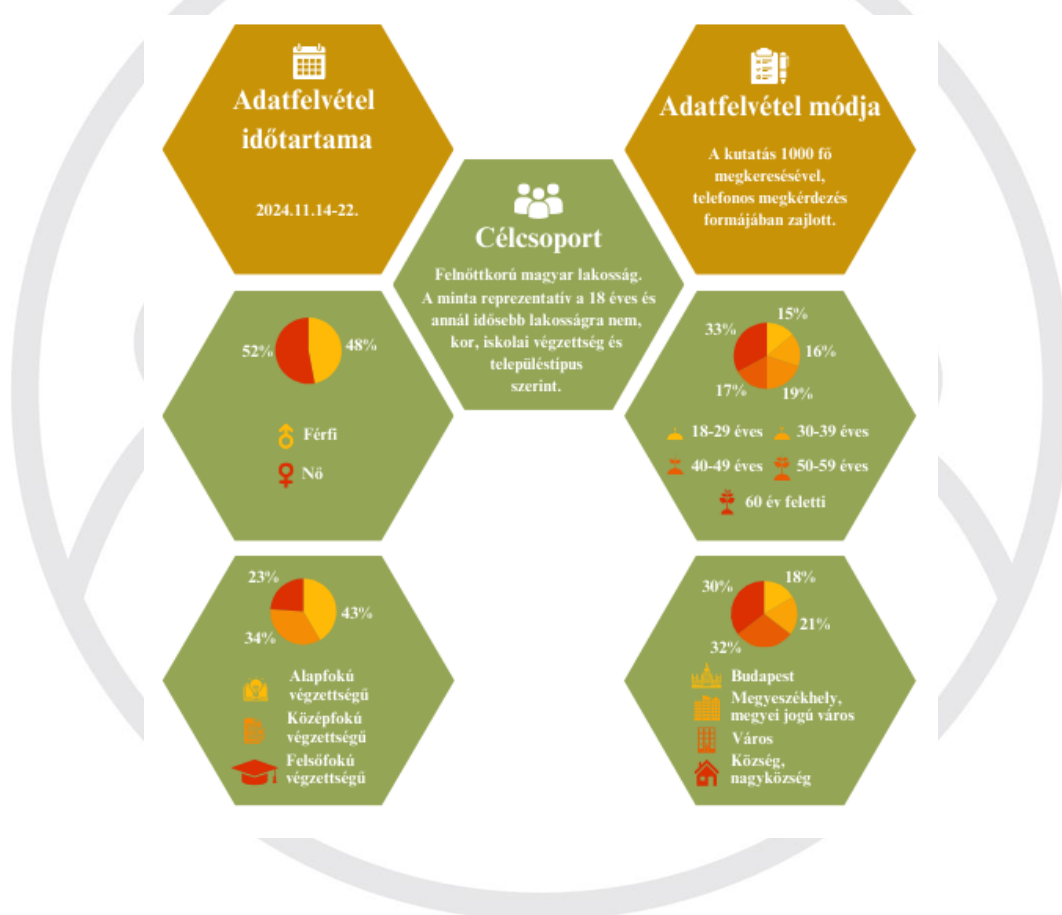 Adatfelvétel
időtartama
2024.11.14-22.
Adatfelvétel módja
A kutatás 1000 fő
megkeresésével,
telefonos megkérdezés
formájában zajlott.
Célcsoport
Felnőttkorú magyar lakosság.
A minta reprezentatív a 18 éves és
annál idősebb lakosságra nem,
kor, iskolai végzettség és
településtípus
szerint.
52%
48%
Férfi
Nő
15%
33%
16%
17%
19%
18-29 éves
30-39 éves
40-49 éves
50-59 éves
60 év feletti
23%
43%
34%
Alapfokú
végzettségű
Középfokú
végzettségű
Felsőfokú
végzettségű
18%
30%
21%
32%
Budapest
Megyeszékhely,
megyei jogú város
Város
Község,
nagyközség